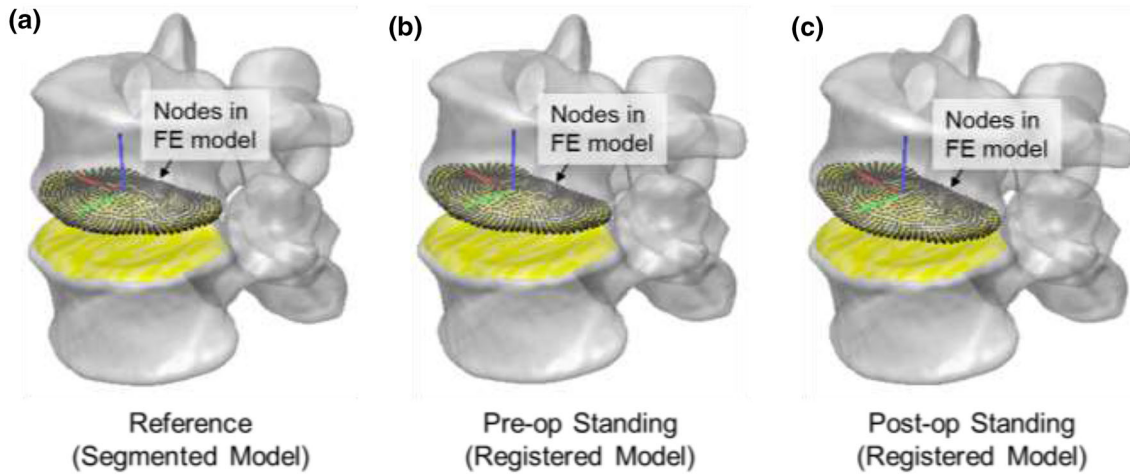 (a)
Nodes in
FE model
Reference
(Segmented Model)
(b)
Nodes in
FE model
Pre-op Standing
(Registered Model)
(c)
Nodes in
FE model
Post-op Standing
(Registered Model)